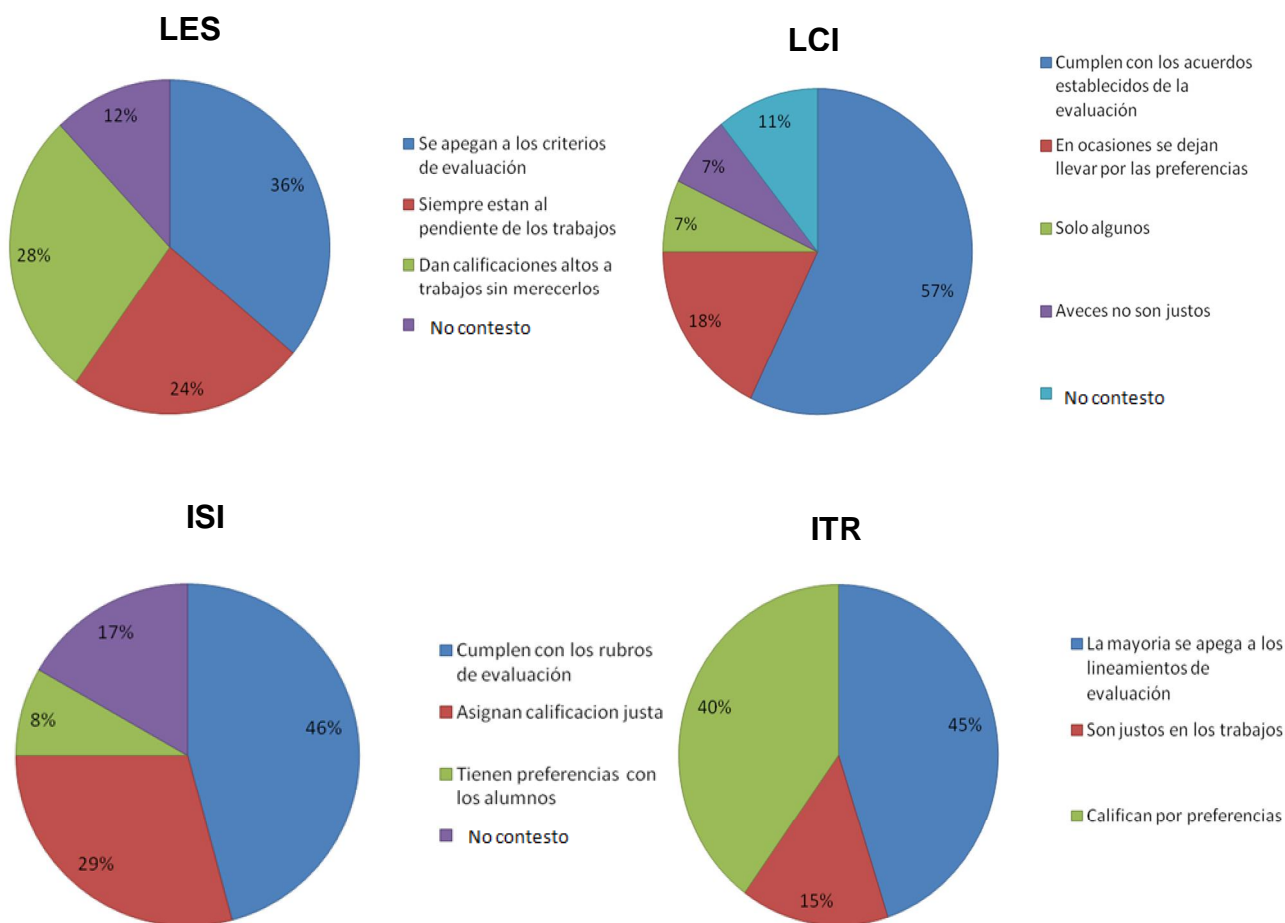 LES
12%
36%
28%
24%
Se apegan a los criterios
de evaluación
Siempre estan al
pendiente de los trabajos
Dan calificaciones altos a
trabajos sin merecerlos
No contesto
LCI
11%
7%
7%
57%
18%
Cumplen con los acuerdos
establecidos de la
evaluación
En ocasiones se dejan
llevar por las preferencias
Solo algunos
Aveces no son justos
No contesto
ISI
17%
8%
46%
29%
Cumplen con los rubros
de evaluación
Asignan calificacion justa
Tienen preferencias con
los alumnos
No contesto
ITR
40%
45%
15%
La mayoria se apega a los
lineamientos de
evaluación
Son justos en los trabajos
Califican por preferencias